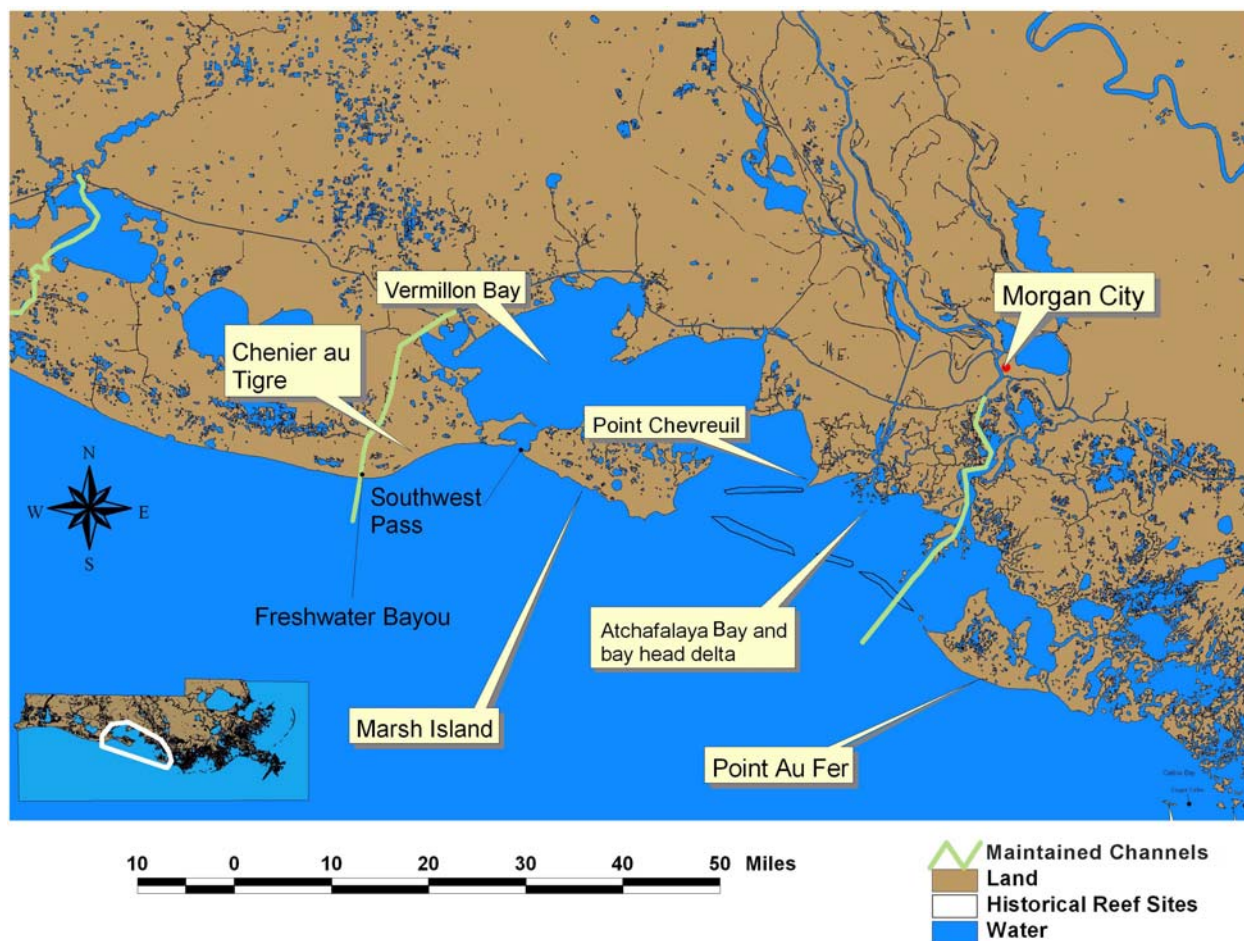 Vermillon Bay
Morgan City
Chenier au
Tigre
Point Chevreuil
N
W E
S
Southwest
Pass
Freshwater Bayou
Atchafalaya Bay and
bay head delta
Marsh Island
Point Au Fer
10 0 10 20 30 40 50 Miles
Maintained Channels
Land
Historical Reef Sites
Water